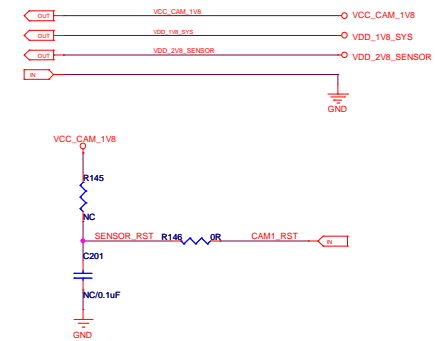 OUT VCC_CAM_1V8 VCC_CAM_1V8
OUT VDD_1V8_SYS VDD_1V8_SYS
OUT VDD_2V8_SENSOR VDD_2V8_SENSOR
IN
GND
VCC_CAM_1V8
R145
NC
SENSOR_RST R146 0R CAM1_RST IN
C201
NC/0.1uF
GND